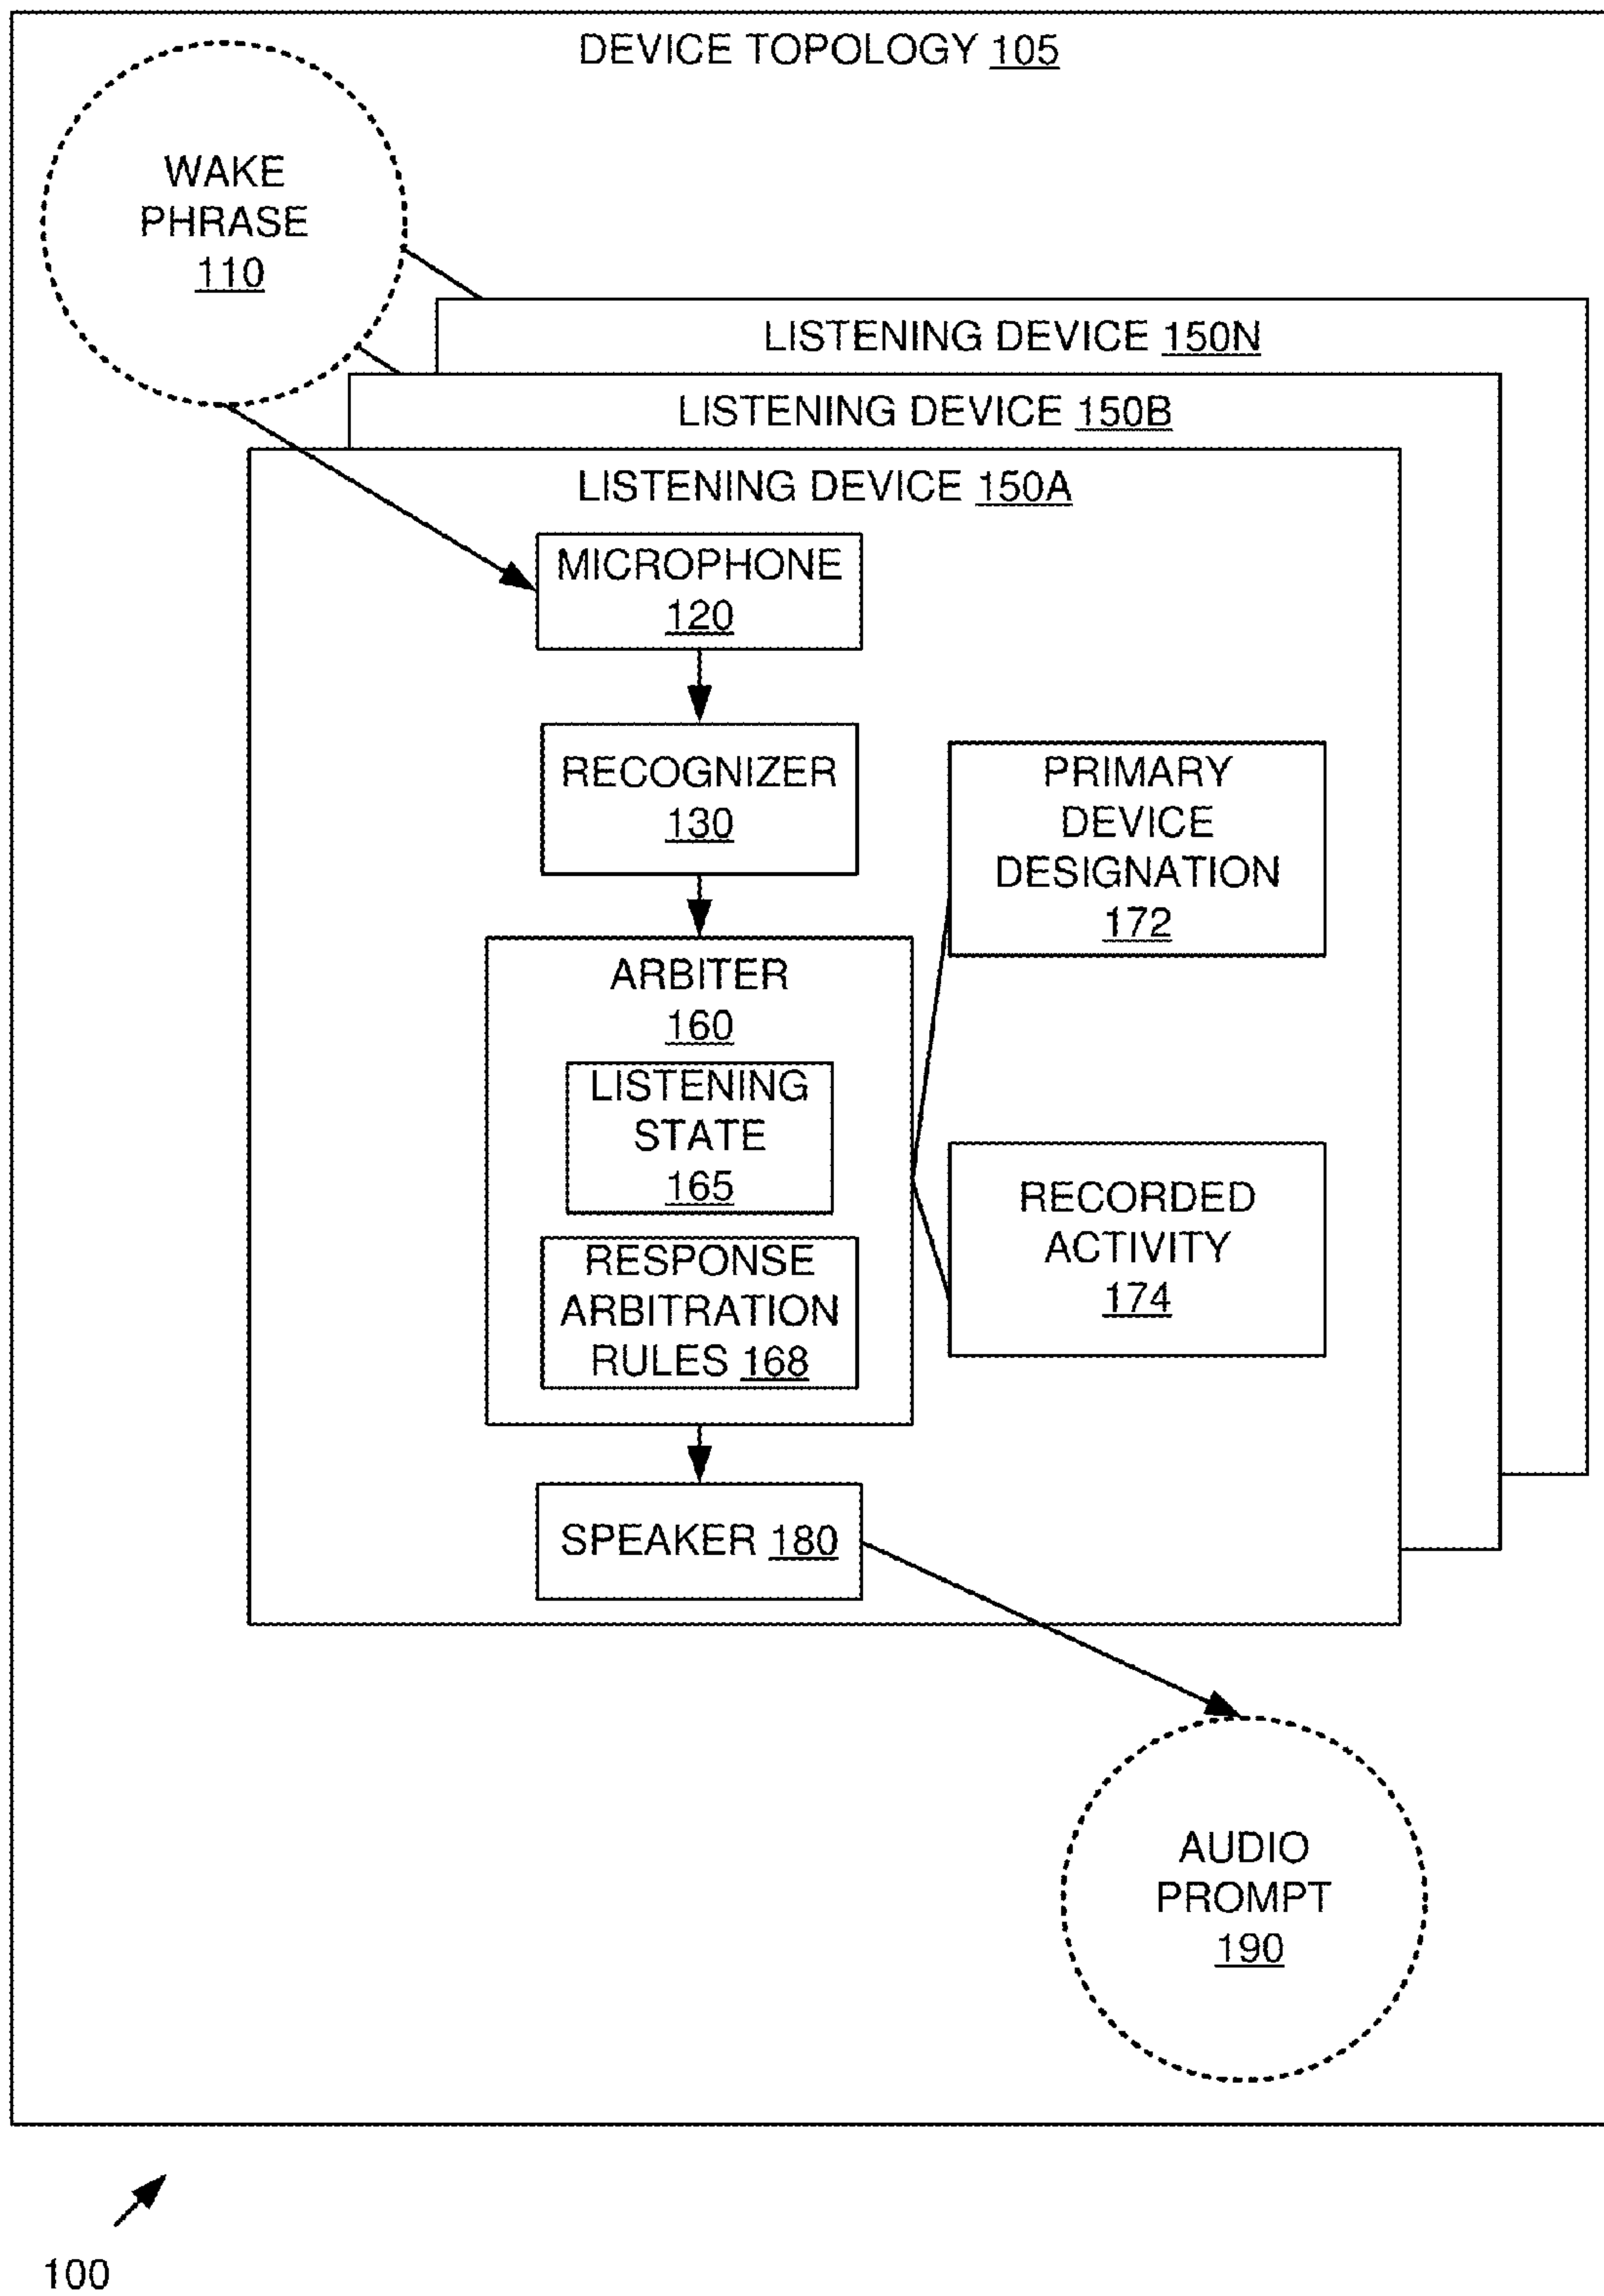 DEVICE TOPOLOGY 105
WAKE
PHRASE
110
LISTENING DEVICE 150N
LISTENING DEVICE 150B
LISTENING DEVICE 150A
MICROPHONE
120
RECOGNIZER
130
PRIMARY
DEVICE
DESIGNATION
172
ARBITER
160
LISTENING
STATE
165
RESPONSE
ARBITRATION
RULES 168
RECORDED
ACTIVITY
174
SPEAKER 180
AUDIO
PROMPT
190
100